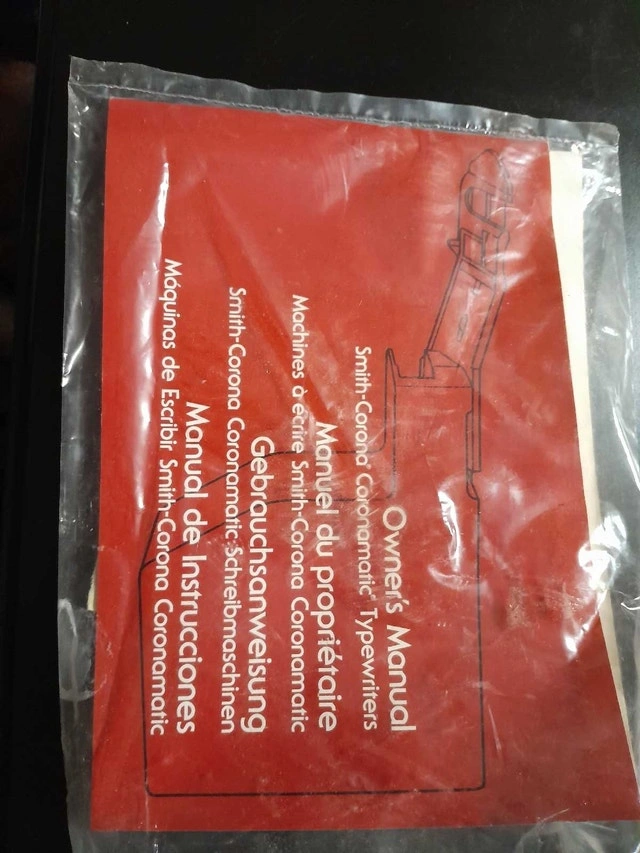 Owner's Manual
Smith-Corona® Coronamatic™ Typewriters
Manuel du propriétaire
Machines à écrire Smith-Corona Coronamatic
Gebrauchsanweisung
Smith-Corona Coronamatic-Schreibmaschinen
Manual de Instrucciones
Máquinas de Escribir Smith-Corona Coronamatic